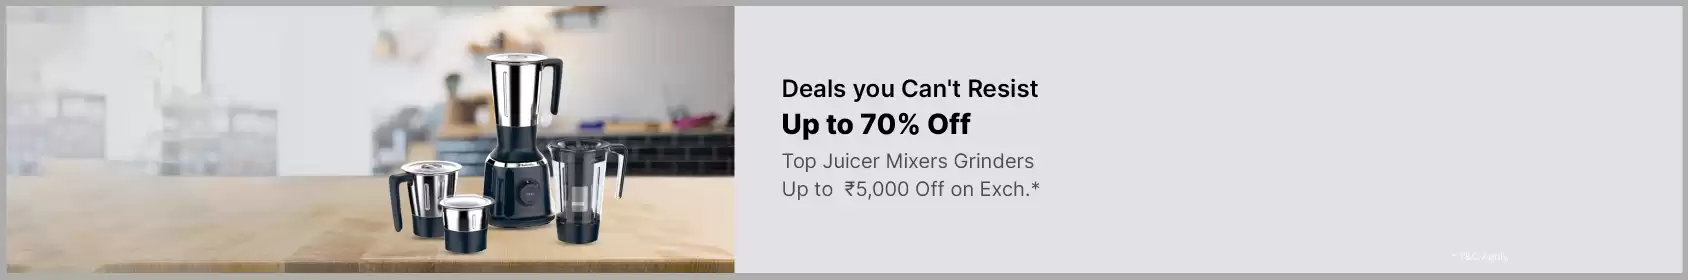 Deals you Can't Resist
Up to 70% Off
Top Juicer Mixers Grinders
Up to ₹5,000 Off on Exch.*
* T&C Apply